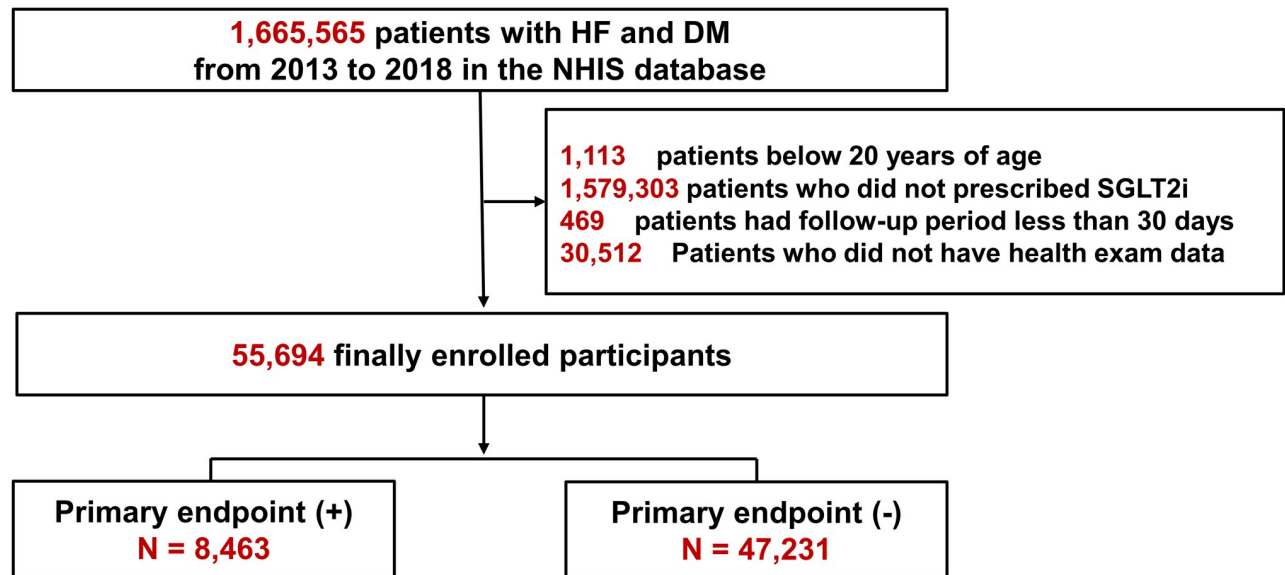 1,665,565 patients with HF and DM
from 2013 to 2018 in the NHIS database
1,113 patients below 20 years of age
1,579,303 patients who did not prescribed SGLT2i
469 patients had follow-up period less than 30 days
30,512 Patients who did not have health exam data
55,694 finally enrolled participants
Primary endpoint (+)
N = 8,463
Primary endpoint (-)
N = 47,231